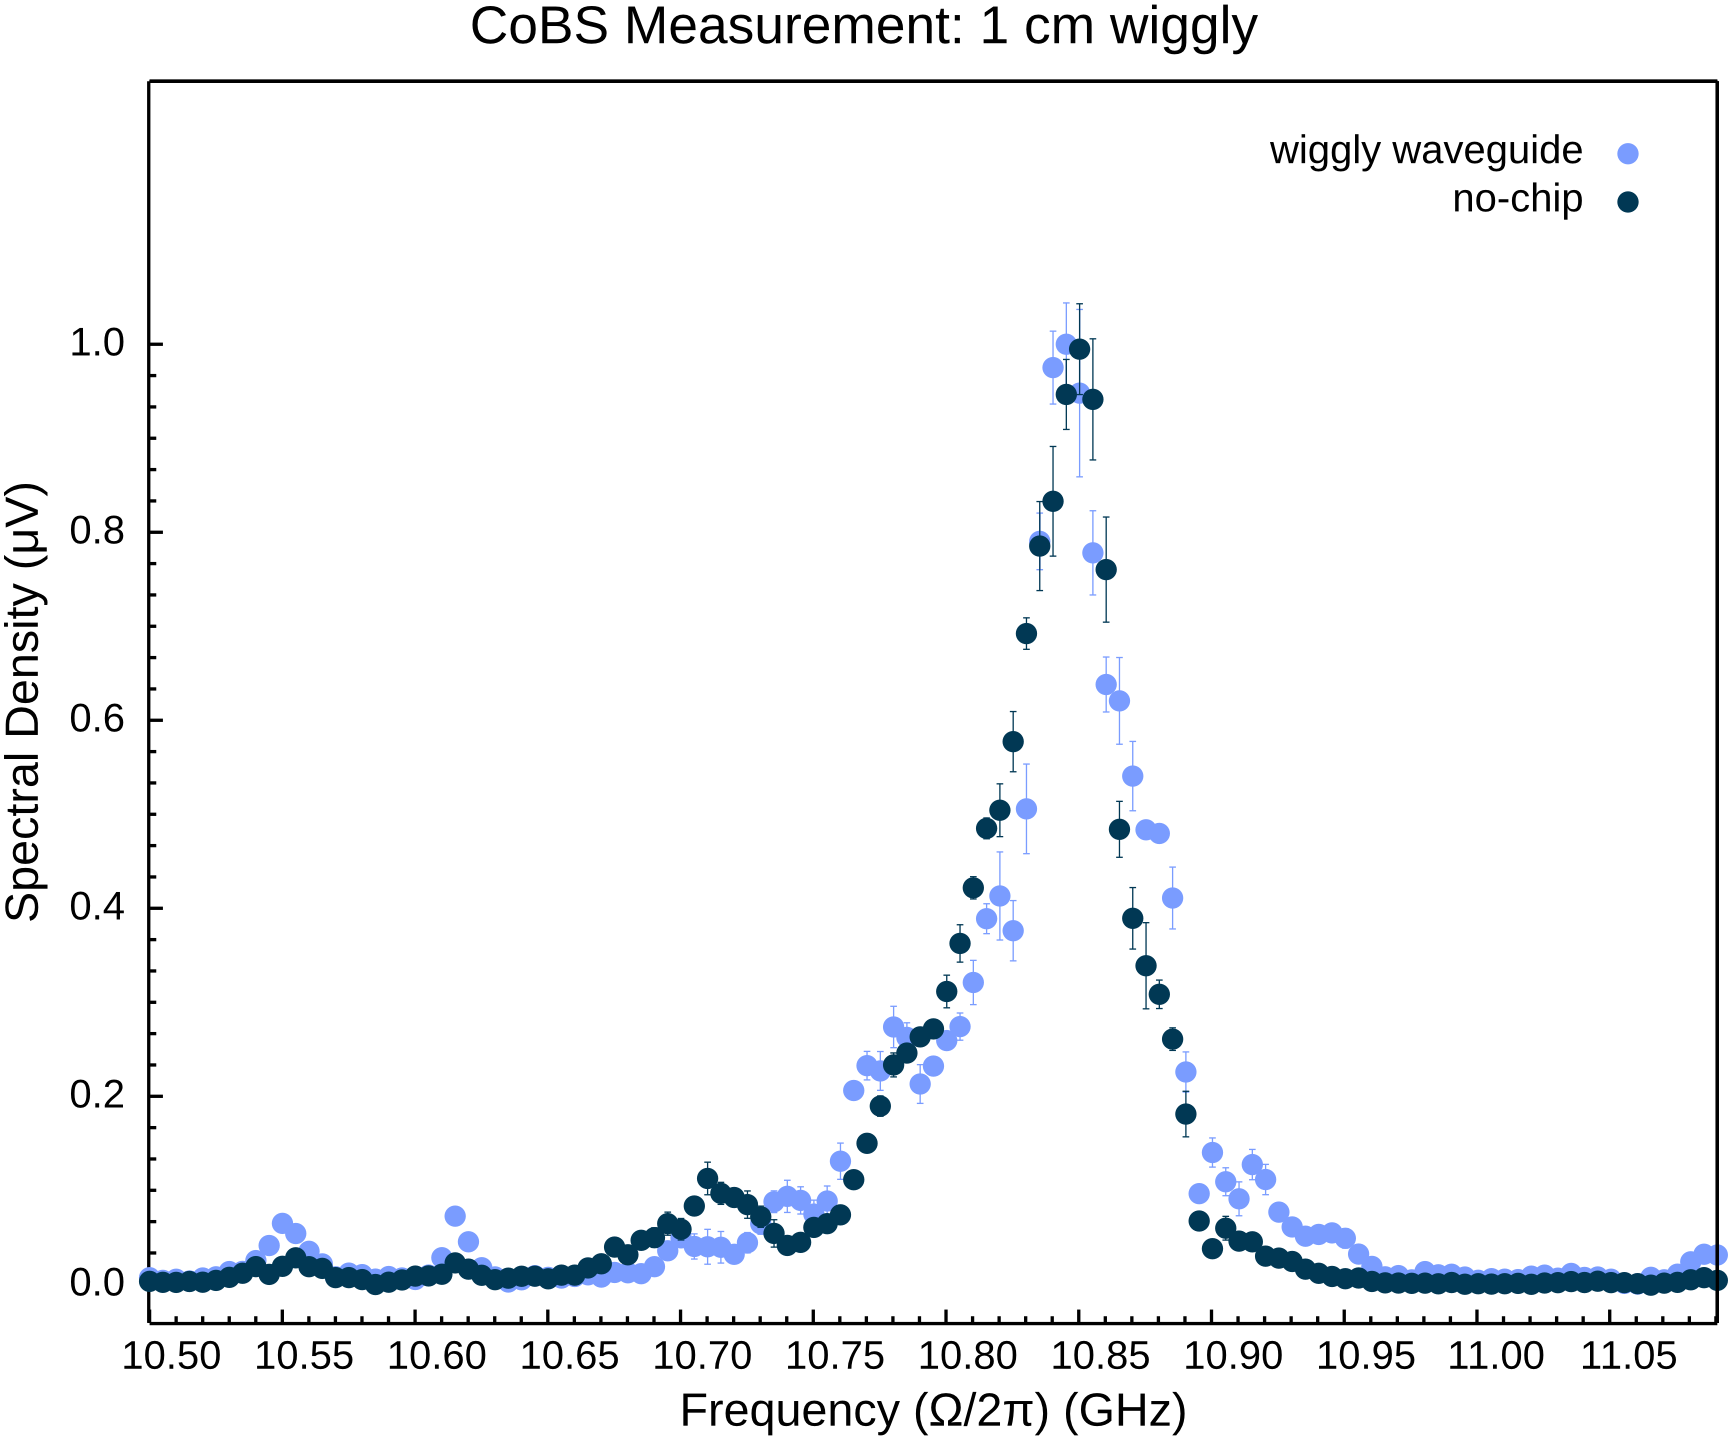 CoBS Measurement: 1 cm wiggly
wiggly waveguide
no-chip
Spectral Density (μV)
1.0
0.8
0.6
0.4
0.2
0.0
10.50 10.55 10.60 10.65 10.70 10.75 10.80 10.85 10.90 10.95 11.00 11.05
Frequency (Ω/2π) (GHz)